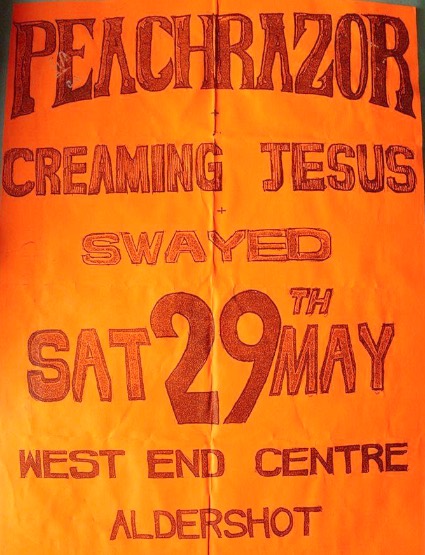 PEACHRAZOR
+
CREAMING JESUS
+
SWAYED
SAT 29TH MAY
WEST END CENTRE
ALDERSHOT